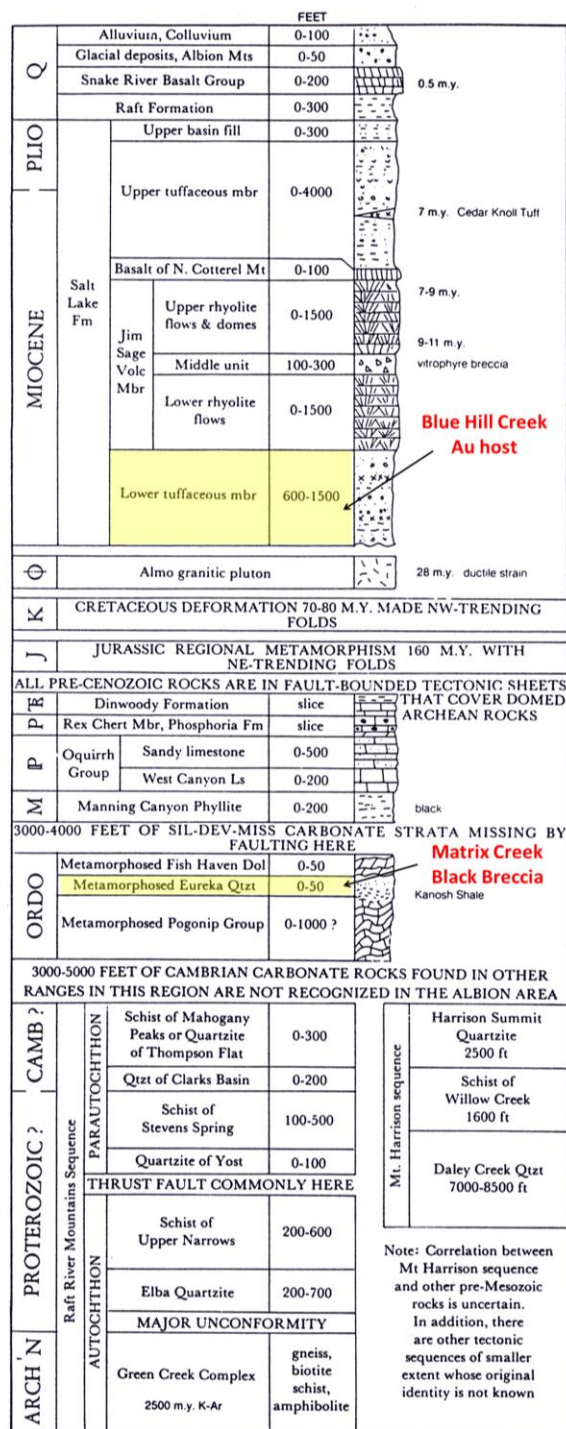 FEET
Q
Alluvium, Colluvium 0-100
Glacial deposits, Albion Mts 0-50
Snake River Basalt Group 0-200 0.5 m.y.
Raft Formation 0-300
PLIO
MIOCENE
Salt
Lake
Fm
Upper basin fill 0-300
Upper tuffaceous mbr 0-4000
7 m.y. Cedar Knoll Tuff
Basalt of N. Cotterel Mt 0-100
7-9 m.y.
Jim
Sage
Volc
Mbr
Upper rhyolite
flows & domes
0-1500
9-11 m.y.
Middle unit 100-300 vitrophyre breccia
Lower rhyolite
flows
0-1500
Blue Hill Creek
Au host
Lower tuffaceous mbr 600-1500
Almo granitic pluton 28 m.y. ductile strain
K
CRETACEOUS DEFORMATION 70-80 M.Y. MADE NW-TRENDING
FOLDS
J
JURASSIC REGIONAL METAMORPHISM 160 M.Y. WITH
NE-TRENDING FOLDS
ALL PRE-CENOZOIC ROCKS ARE IN FAULT-BOUNDED TECTONIC SHEETS
THAT COVER DOMED
ARCHEAN ROCKS
Dinwoody Formation slice
P
Rex Chert Mbr, Phosphoria Fm slice
Oquirrh
Group
Sandy limestone 0-500
West Canyon Ls 0-200
M
Manning Canyon Phyllite 0-200 black
3000-4000 FEET OF SIL-DEV-MISS CARBONATE STRATA MISSING BY
FAULTING HERE
ORDO
Metamorphosed Fish Haven Dol 0-50
Metamorphosed Eureka Qtzt 0-50
Matrix Creek
Black Breccia
Kanosh Shale
Metamorphosed Pogonip Group 0-1000 ?
3000-5000 FEET OF CAMBRIAN CARBONATE ROCKS FOUND IN OTHER
RANGES IN THIS REGION ARE NOT RECOGNIZED IN THE ALBION AREA
CAMB ?
PROTEROZOIC ?
ARCH'N
Raft River Mountains Sequence
PARAUTOCHTHON
Schist of Mahogany
Peaks or Quartzite
of Thompson Flat
0-300
Qtzt of Clarks Basin 0-200
Schist of
Stevens Spring
100-500
Quartzite of Yost 0-100
THRUST FAULT COMMONLY HERE
AUTOCHTHON
Schist of
Upper Narrows
200-600
Elba Quartzite 200-700
MAJOR UNCONFORMITY
Green Creek Complex
2500 m.y. K-Ar
gneiss,
biotite
schist,
amphibolite
Mt. Harrison sequence
Harrison Summit
Quartzite
2500 ft
Schist of
Willow Creek
1600 ft
Daley Creek Qtzt
7000-8500 ft
Note: Correlation between
Mt Harrison sequence
and other pre-Mesozoic
rocks is uncertain.
In addition, there
are other tectonic
sequences of smaller
extent whose original
identity is not known